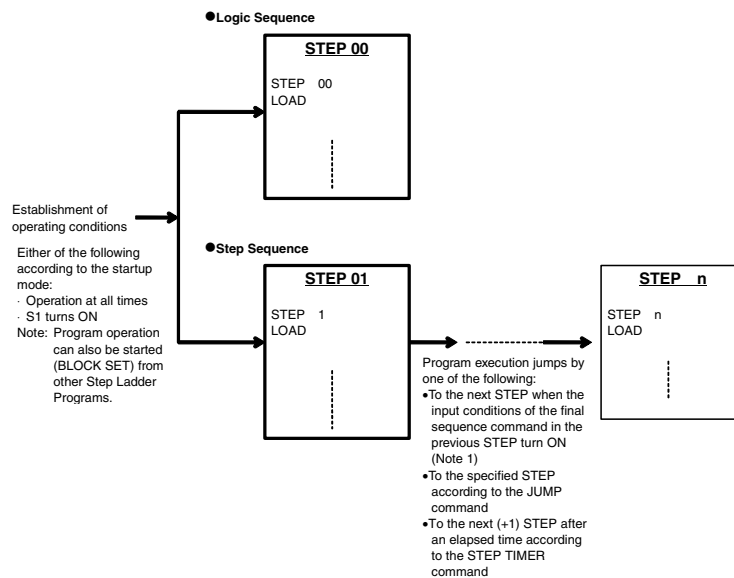 ●Logic Sequence
STEP 00
STEP 00
LOAD
Establishment of
operating conditions
Either of the following
according to the startup
mode:
· Operation at all times
· S1 turns ON
Note: Program operation
can also be started
(BLOCK SET) from
other Step Ladder
Programs.
●Step Sequence
STEP 01
STEP 1
LOAD
Program execution jumps by
one of the following:
•To the next STEP when the
input conditions of the final
sequence command in the
previous STEP turn ON
(Note 1)
•To the specified STEP
according to the JUMP
command
•To the next (+1) STEP after
an elapsed time according
to the STEP TIMER
command
STEP n
STEP n
LOAD